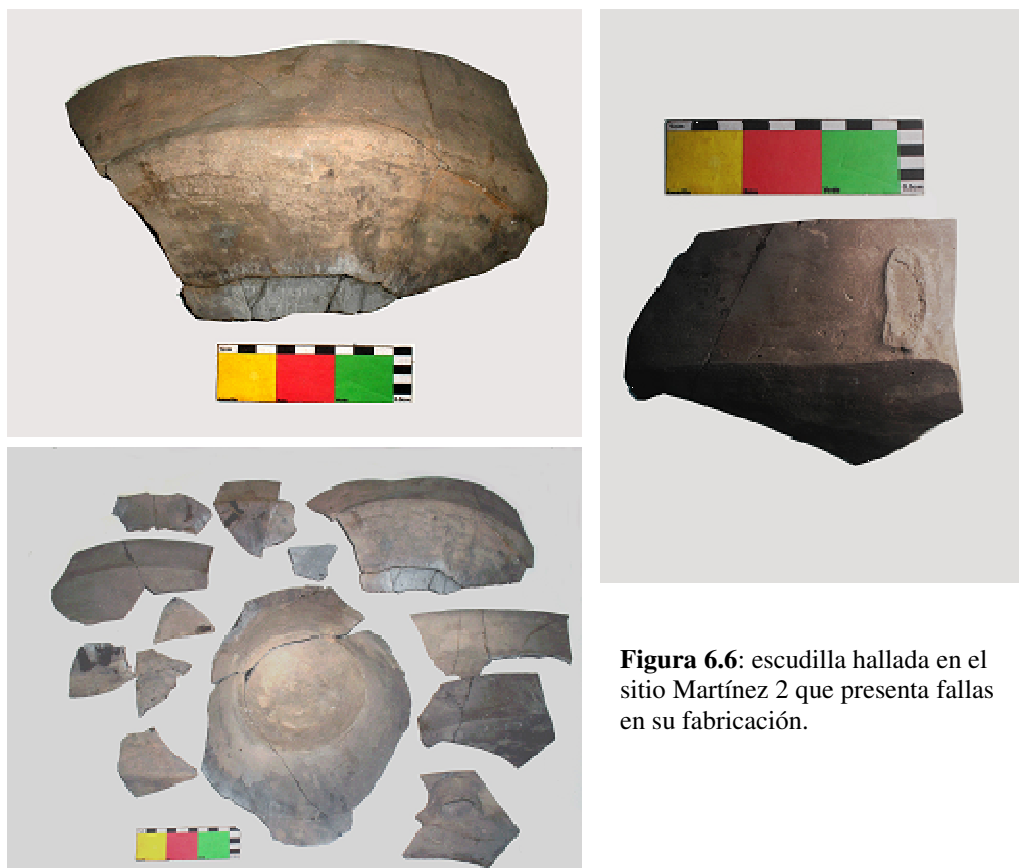 Figura 6.6: escudilla hallada en el
sitio Martínez 2 que presenta fallas
en su fabricación.